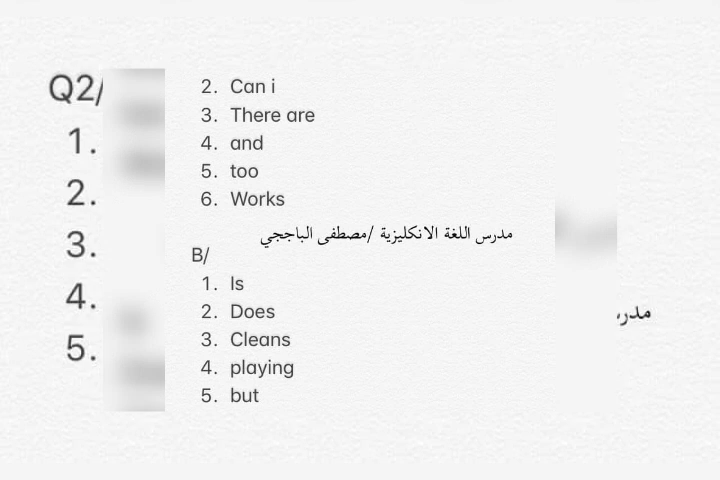 Q2/
1.
2.
3.
4.
5.
2. Can i
3. There are
4. and
5. too
6. Works
مدرس اللغة الانكليزية /مصطفى الباججي
B/
1. Is
2. Does
3. Cleans
4. playing
5. but